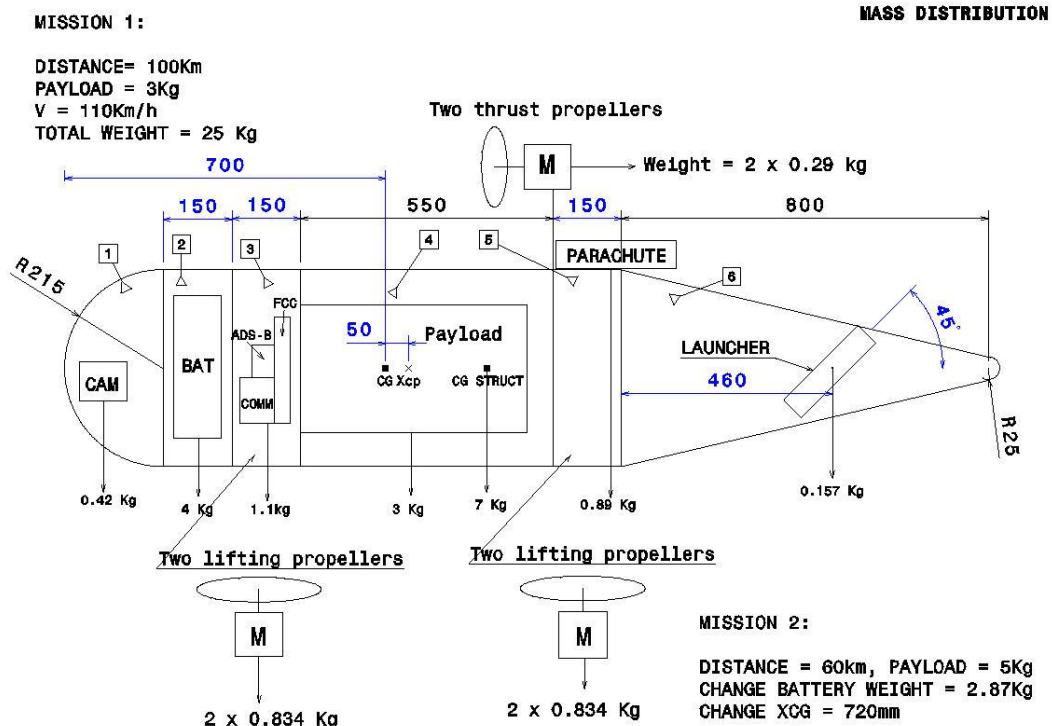 MASS DISTRIBUTION
MISSION 1:
DISTANCE= 100Km
PAYLOAD = 3Kg
V = 110Km/h
TOTAL WEIGHT = 25 Kg
Two thrust propellers
M
Weight = 2 x 0.29 kg
700
150
150
550
150
800
1
2
3
4
5
6
R215
PARACHUTE
FCC
ADS-B
BAT
CAM
COMM
50
Payload
CG Xcp
CG STRUCT
LAUNCHER
45°
460
R25
0.42 Kg
4 Kg
1.1kg
3 Kg
7 Kg
0.89 Kg
0.157 Kg
Two lifting propellers
Two lifting propellers
M
M
2 x 0.834 Kg
2 x 0.834 Kg
MISSION 2:
DISTANCE = 60km, PAYLOAD = 5Kg
CHANGE BATTERY WEIGHT = 2.87Kg
CHANGE XCG = 720mm